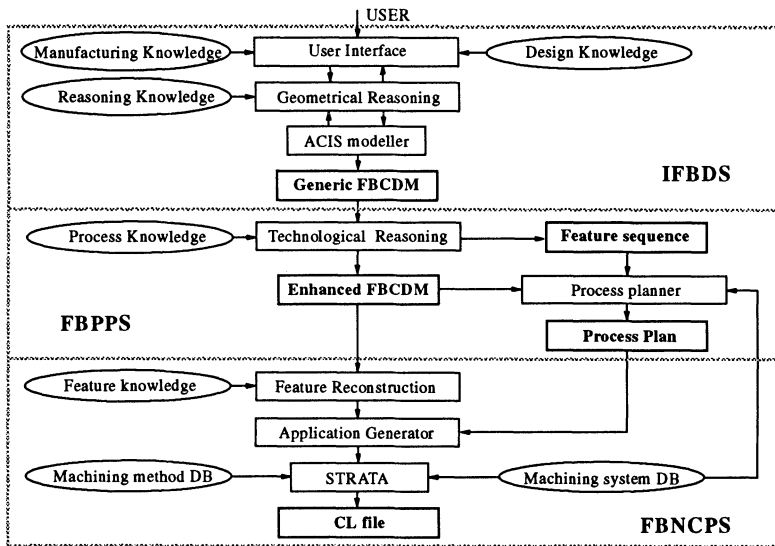 USER
Manufacturing Knowledge
User Interface
Design Knowledge
Reasoning Knowledge
Geometrical Reasoning
ACIS modeller
Generic FBCDM
IFBDS
Process Knowledge
Technological Reasoning
Feature sequence
Enhanced FBCDM
Process planner
FBPPS
Process Plan
Feature knowledge
Feature Reconstruction
Application Generator
Machining method DB
STRATA
Machining system DB
CL file
FBNCPS